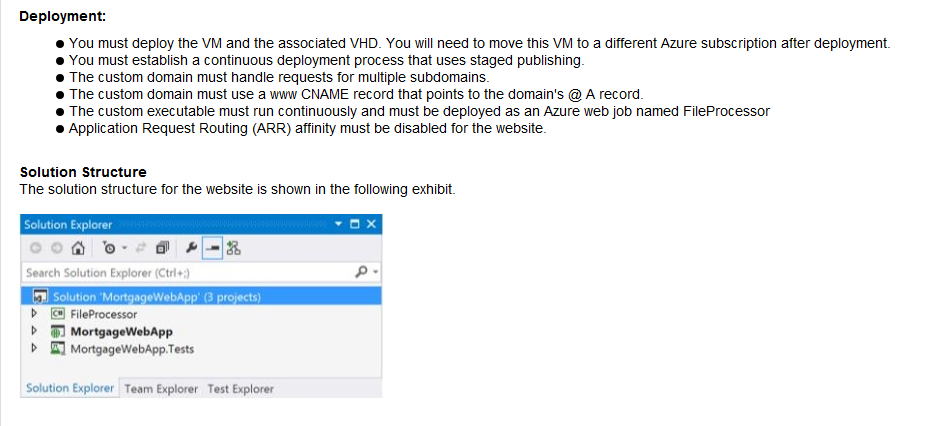 Deployment:
● You must deploy the VM and the associated VHD. You will need to move this VM to a different Azure subscription after deployment.
● You must establish a continuous deployment process that uses staged publishing.
● The custom domain must handle requests for multiple subdomains.
● The custom domain must use a www CNAME record that points to the domain's @ A record.
● The custom executable must run continuously and must be deployed as an Azure web job named FileProcessor
● Application Request Routing (ARR) affinity must be disabled for the website.
Solution Structure
The solution structure for the website is shown in the following exhibit.
Solution Explorer
Search Solution Explorer (Ctrl+;)
Solution 'MortgageWebApp' (3 projects)
C# FileProcessor
MortgageWebApp
MortgageWebApp.Tests
Solution Explorer Team Explorer Test Explorer